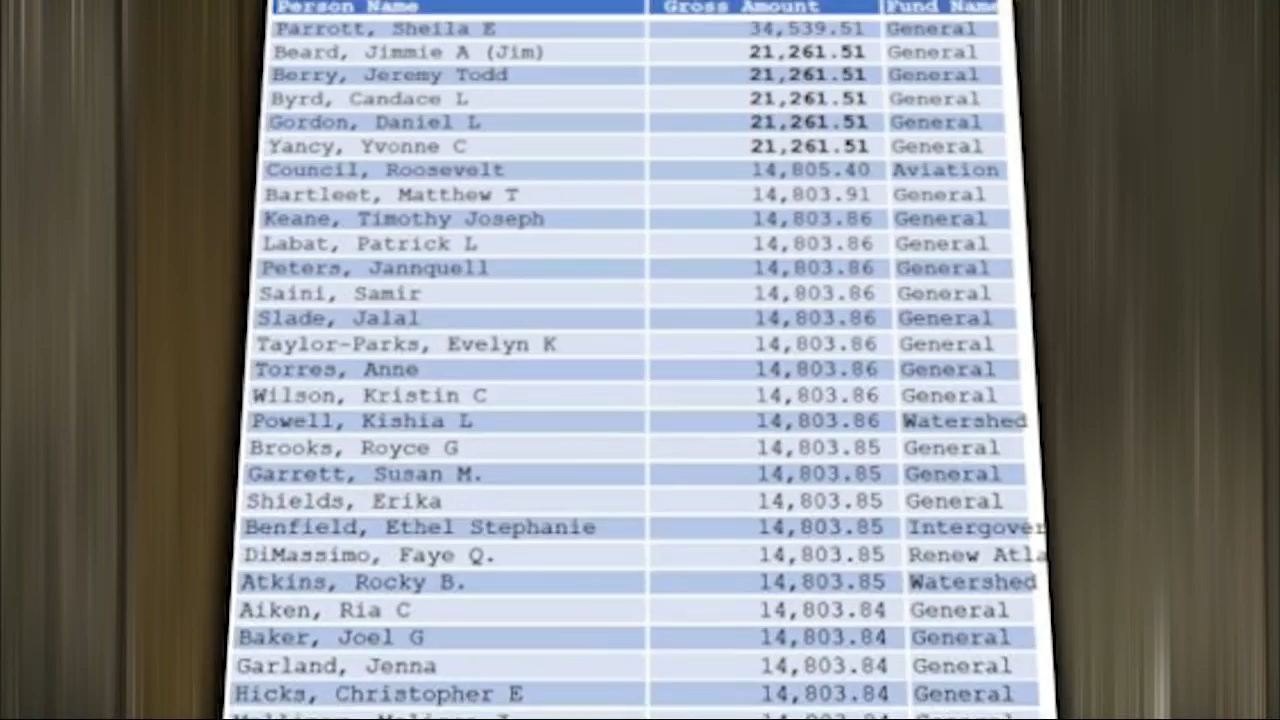 Person Name Gross Amount Fund Name
Parrott, Sheila E 34,539.51 General
Beard, Jimmie A (Jim) 21,261.51 General
Berry, Jeremy Todd 21,261.51 General
Byrd, Candace L 21,261.51 General
Gordon, Daniel L 21,261.51 General
Yancy, Yvonne C 21,261.51 General
Council, Roosevelt 14,805.40 Aviation
Bartleet, Matthew T 14,803.91 General
Keane, Timothy Joseph 14,803.86 General
Labat, Patrick L 14,803.86 General
Peters, Jannquell 14,803.86 General
Saini, Samir 14,803.86 General
Slade, Jalal 14,803.86 General
Taylor-Parks, Evelyn K 14,803.86 General
Torres, Anne 14,803.86 General
Wilson, Kristin C 14,803.86 General
Powell, Kishia L 14,803.86 Watershed
Brooks, Royce G 14,803.85 General
Garrett, Susan M. 14,803.85 General
Shields, Erika 14,803.85 General
Benfield, Ethel Stephanie 14,803.85 Intergover
DiMassimo, Faye Q. 14,803.85 Renew Atla
Atkins, Rocky B. 14,803.85 Watershed
Aiken, Ria C 14,803.84 General
Baker, Joel G 14,803.84 General
Garland, Jenna 14,803.84 General
Hicks, Christopher E 14,803.84 General